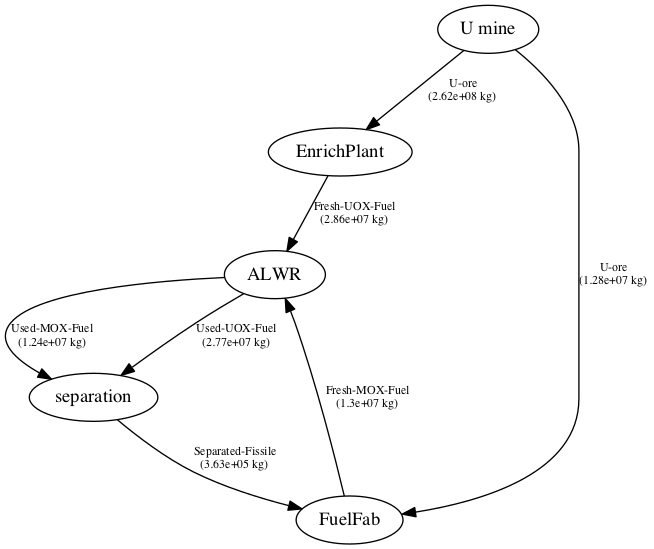 U mine
U-ore
(2.62e+08 kg)
EnrichPlant
Fresh-UOX-Fuel
(2.86e+07 kg)
U-ore
(1.28e+07 kg)
ALWR
Used-MOX-Fuel
(1.24e+07 kg)
Used-UOX-Fuel
(2.77e+07 kg)
separation
Fresh-MOX-Fuel
(1.3e+07 kg)
Separated-Fissile
(3.63e+05 kg)
FuelFab